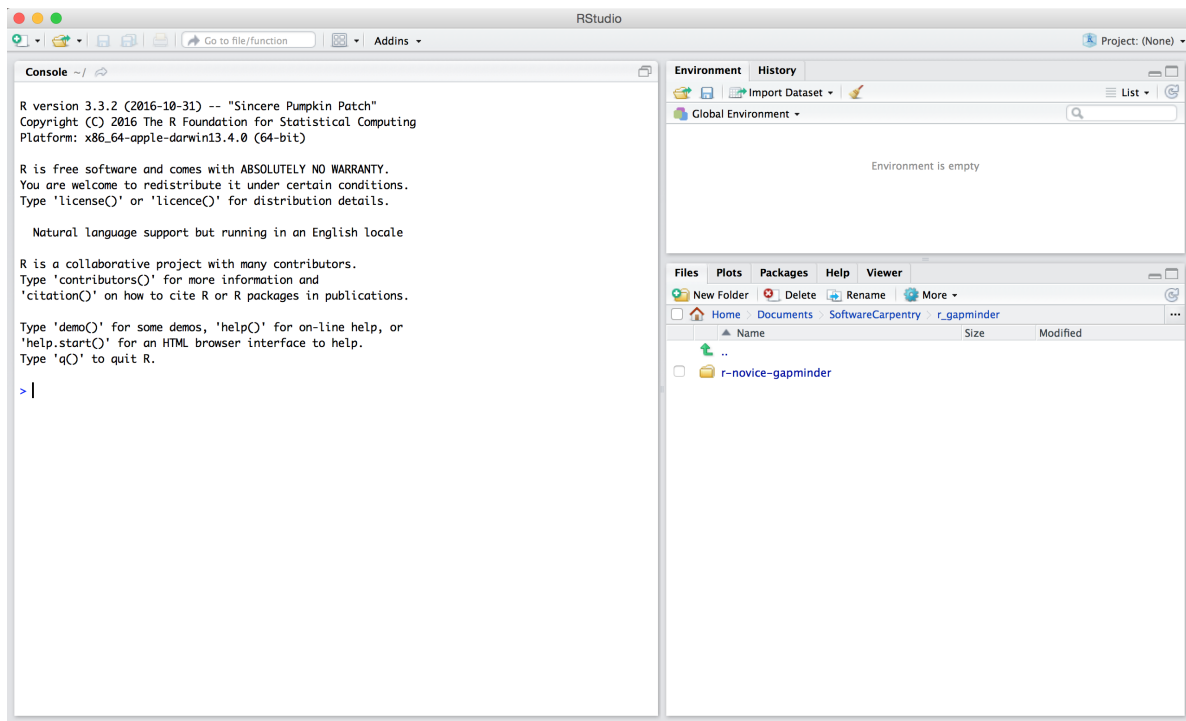 RStudio
Go to file/function
Addins
Project: (None)
Console ~/
R version 3.3.2 (2016-10-31) -- "Sincere Pumpkin Patch"
Copyright (C) 2016 The R Foundation for Statistical Computing
Platform: x86_64-apple-darwin13.4.0 (64-bit)
R is free software and comes with ABSOLUTELY NO WARRANTY.
You are welcome to redistribute it under certain conditions.
Type 'license()' or 'licence()' for distribution details.
Natural language support but running in an English locale
R is a collaborative project with many contributors.
Type 'contributors()' for more information and
'citation()' on how to cite R or R packages in publications.
Type 'demo()' for some demos, 'help()' for on-line help, or
'help.start()' for an HTML browser interface to help.
Type 'q()' to quit R.
>
Environment History
Import Dataset List
Global Environment
Environment is empty
Files Plots Packages Help Viewer
New Folder Delete Rename More
Home Documents SoftwareCarpentry r_gapminder ...
Name Size Modified
..
r-novice-gapminder